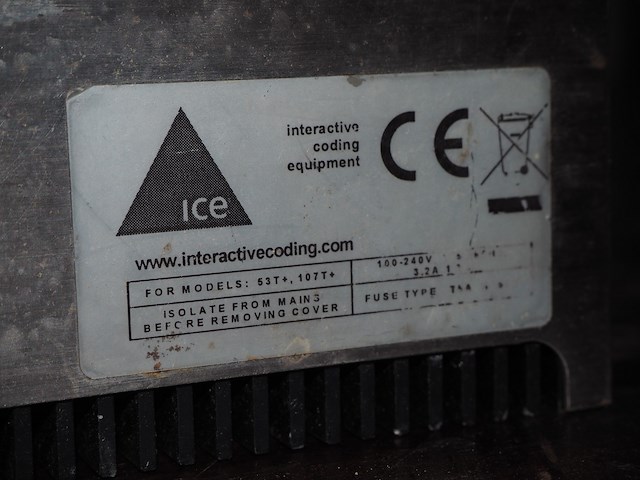 ice
interactive
coding
equipment
CE
www.interactivecoding.com
FOR MODELS: 53T+, 107T+
ISOLATE FROM MAINS
BEFORE REMOVING COVER
100-240V
3.2A
FUSE TYPE